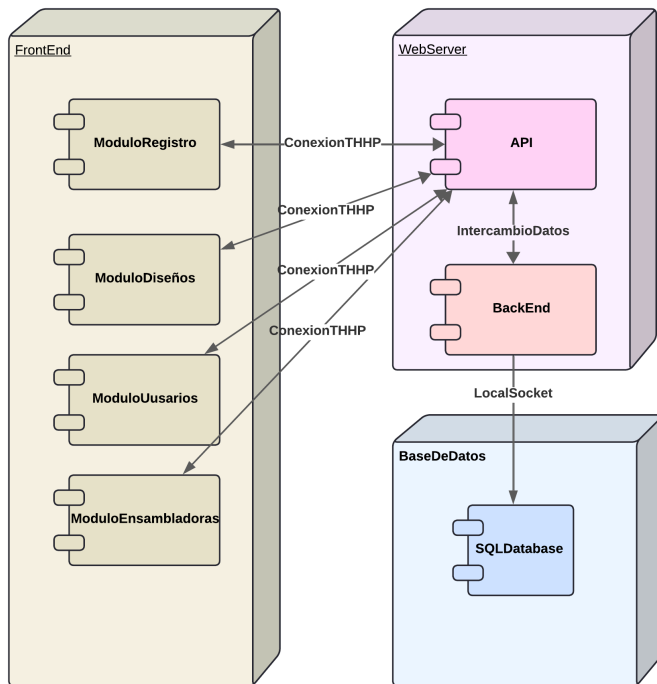 FrontEnd
ModuloRegistro
ModuloDiseños
ModuloUusarios
ModuloEnsambladoras
ConexionTHHP
ConexionTHHP
ConexionTHHP
ConexionTHHP
WebServer
API
IntercambioDatos
BackEnd
LocalSocket
BaseDeDatos
SQLDatabase